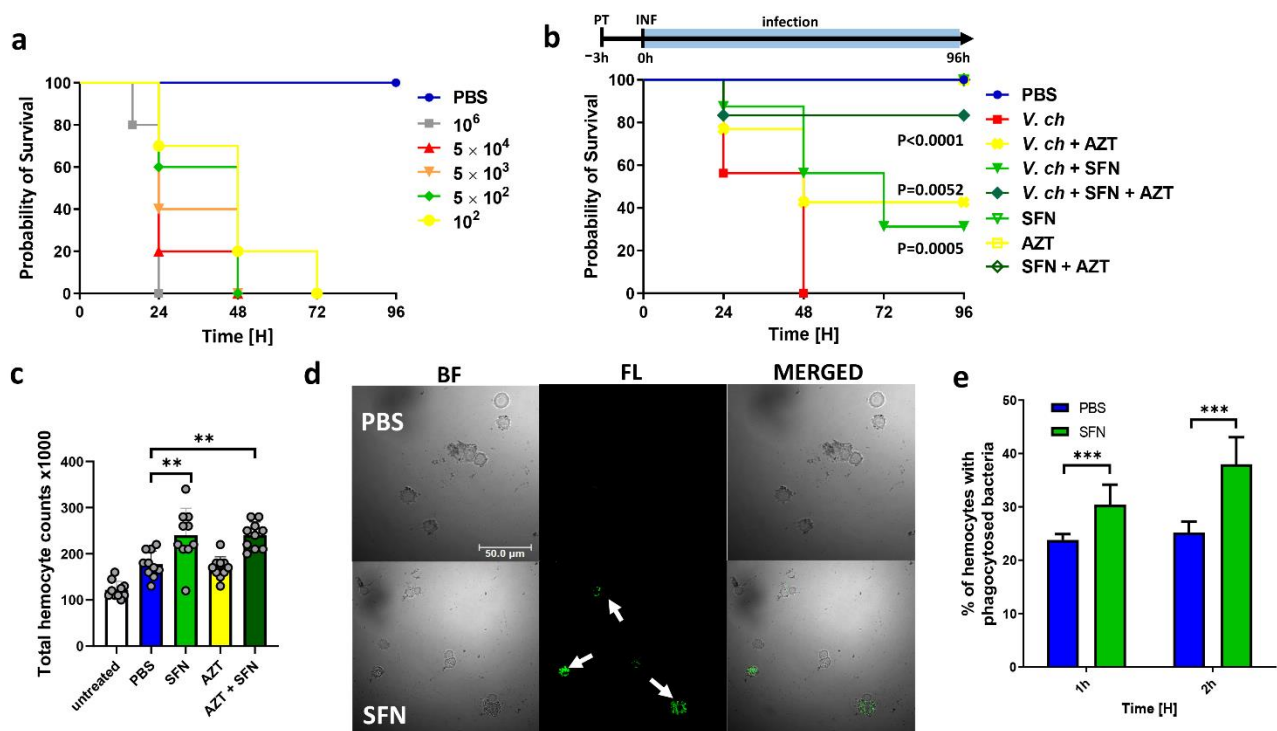 a
Probability of Survival
100
80
60
40
20
0
0
24
48
72
96
Time [H]
PBS
10⁶
5 × 10⁴
5 × 10³
5 × 10²
10²
b
PT
INF
infection
−3h
0h
96h
Probability of Survival
100
80
60
40
20
0
0
24
48
72
96
Time [H]
P<0.0001
P=0.0052
P=0.0005
PBS
V. ch
V. ch + AZT
V. ch + SFN
V. ch + SFN + AZT
SFN
AZT
SFN + AZT
c
Total hemocyte counts x1000
400
300
200
100
0
**
**
untreated
PBS
SFN
AZT
AZT + SFN
d
BF
FL
MERGED
PBS
50.0 µm
SFN
e
% of hemocytes with
phagocytosed bacteria
50
40
30
20
10
0
PBS
SFN
***
***
1h
2h
Time [H]